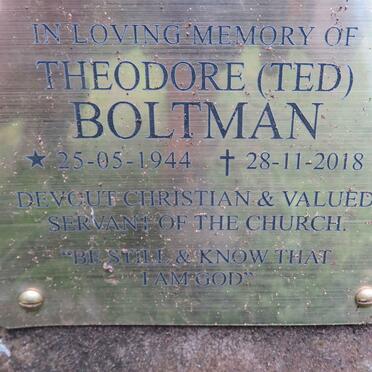 IN LOVING MEMORY OF
THEODORE (TED)
BOLTMAN
★ 25-05-1944 ✝ 28-11-2018
DEVOUT CHRISTIAN & VALUED
SERVANT OF THE CHURCH.
"BE STILL & KNOW THAT
I AM GOD"